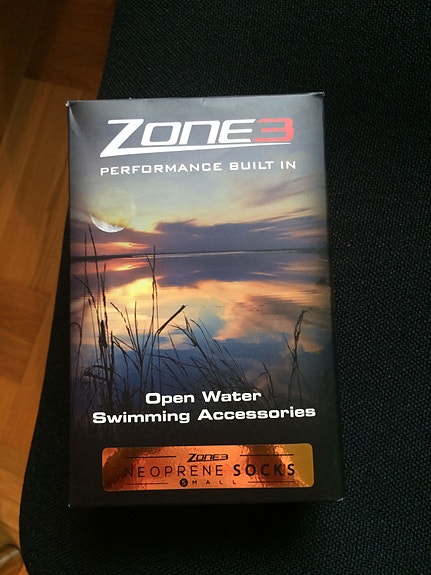 ZONE3
PERFORMANCE BUILT IN
Open Water
Swimming Accessories
ZONE3
NEOPRENE SOCKS
SMALL